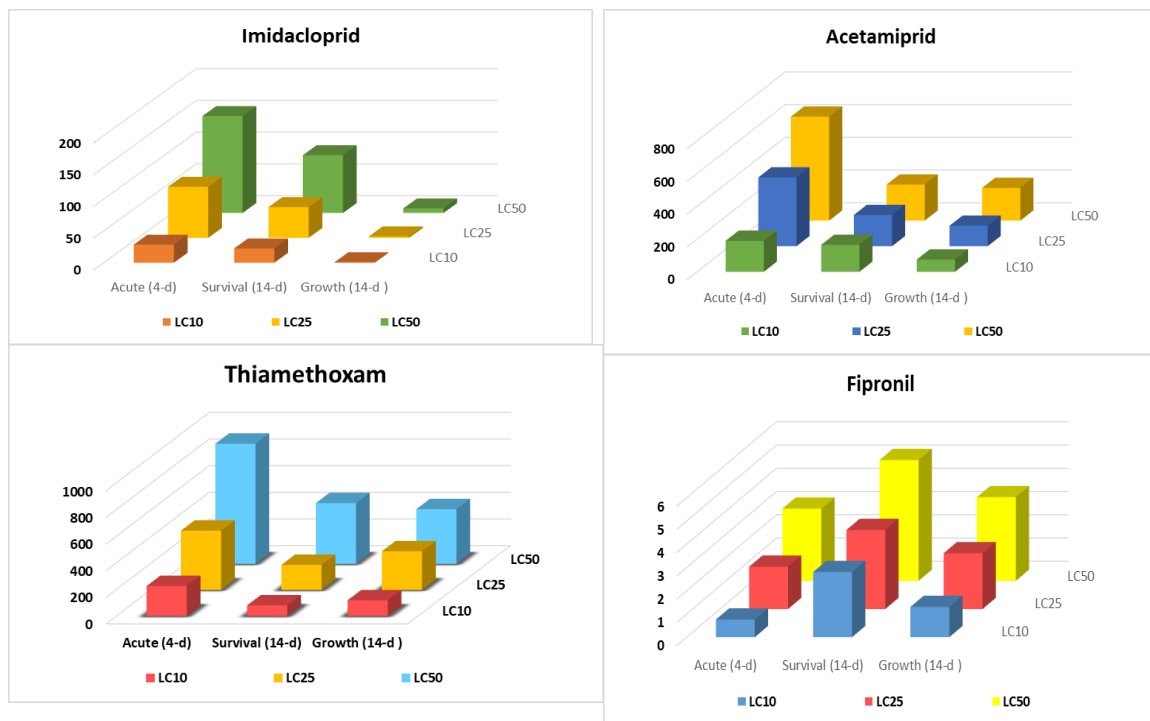 Imidacloprid
200
150
100
50
0
LC50
LC25
LC10
Acute (4-d) Survival (14-d) Growth (14-d )
LC10 LC25 LC50
Acetamiprid
800
600
400
200
0
LC50
LC25
LC10
Acute (4-d) Survival (14-d) Growth (14-d )
LC10 LC25 LC50
Thiamethoxam
1000
800
600
400
200
0
LC50
LC25
LC10
Acute (4-d) Survival (14-d) Growth (14-d )
LC10 LC25 LC50
Fipronil
6
5
4
3
2
1
0
LC50
LC25
LC10
Acute (4-d) Survival (14-d) Growth (14-d )
LC10 LC25 LC50